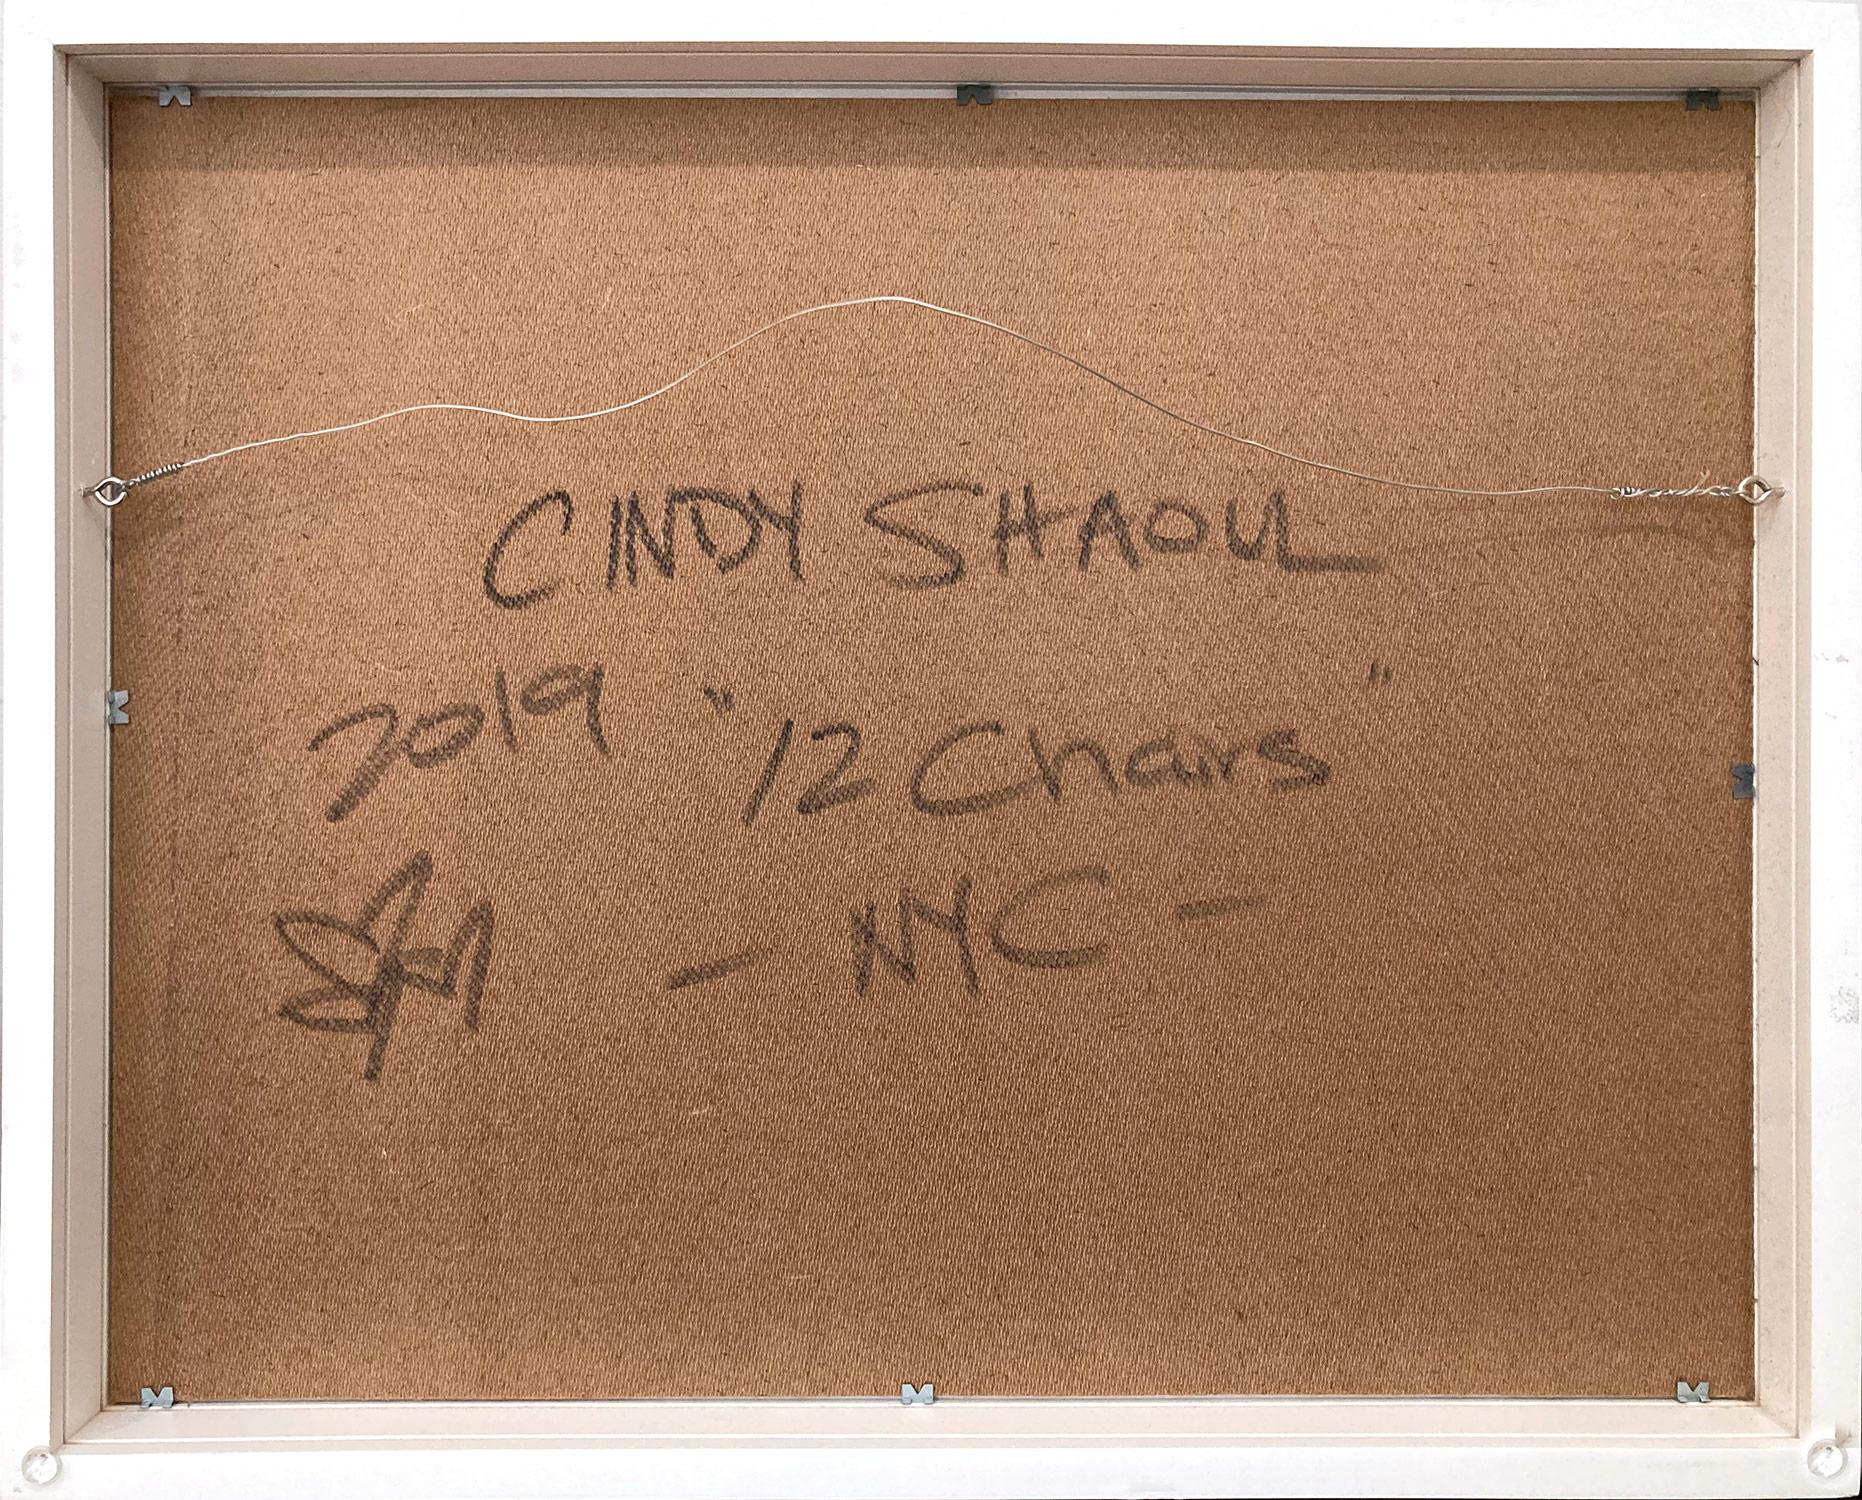 CINDY SHAOUL
2019 "12 Chairs"
- NYC -